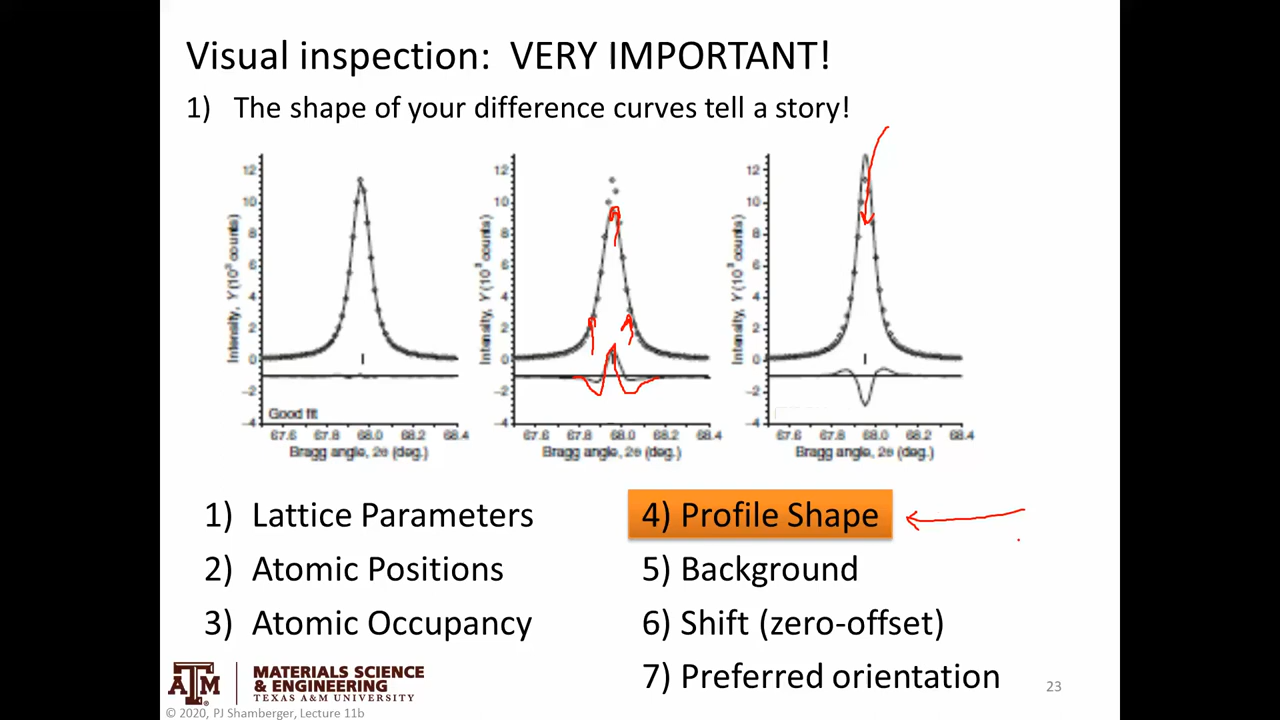 Visual inspection: VERY IMPORTANT!
1) The shape of your difference curves tell a story!
Intensity, Y (10³ counts)
12
10
8
6
4
2
0
−2
−4
Good fit
67.6 67.8 68.0 68.2 68.4
Bragg angle, 2θ (deg.)
Intensity, Y (10³ counts)
12
10
8
6
4
2
0
−2
−4
67.6 67.8 68.0 68.2 68.4
Bragg angle, 2θ (deg.)
Intensity, Y (10³ counts)
12
10
8
6
4
2
0
−2
−4
67.6 67.8 68.0 68.2 68.4
Bragg angle, 2θ (deg.)
1) Lattice Parameters
2) Atomic Positions
3) Atomic Occupancy
4) Profile Shape
5) Background
6) Shift (zero-offset)
7) Preferred orientation
ATM
MATERIALS SCIENCE
& ENGINEERING
TEXAS A&M UNIVERSITY
© 2020, PJ Shamberger, Lecture 11b
23